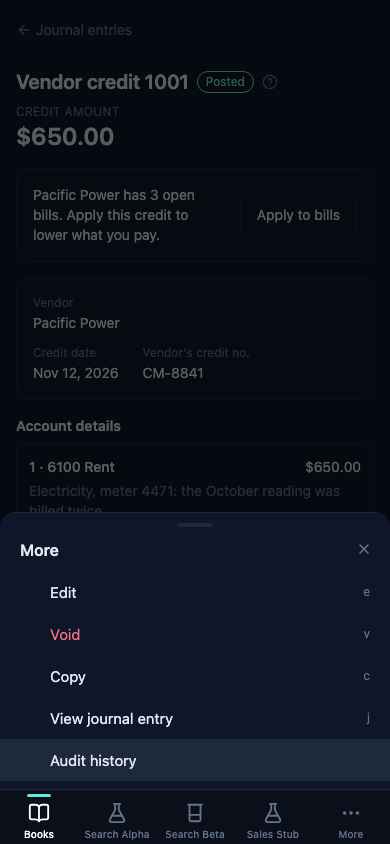 Journal entries
Vendor credit 1001 Posted ?
CREDIT AMOUNT
$650.00
Pacific Power has 3 open
bills. Apply this credit to
lower what you pay.
Apply to bills
Vendor
Pacific Power
Credit date Vendor's credit no.
Nov 12, 2026 CM-8841
Account details
1 · 6100 Rent $650.00
Electricity, meter 4471: the October reading was
billed twice
More
Edit e
Void v
Copy c
View journal entry j
Audit history
Books Search Alpha Search Beta Sales Stub More